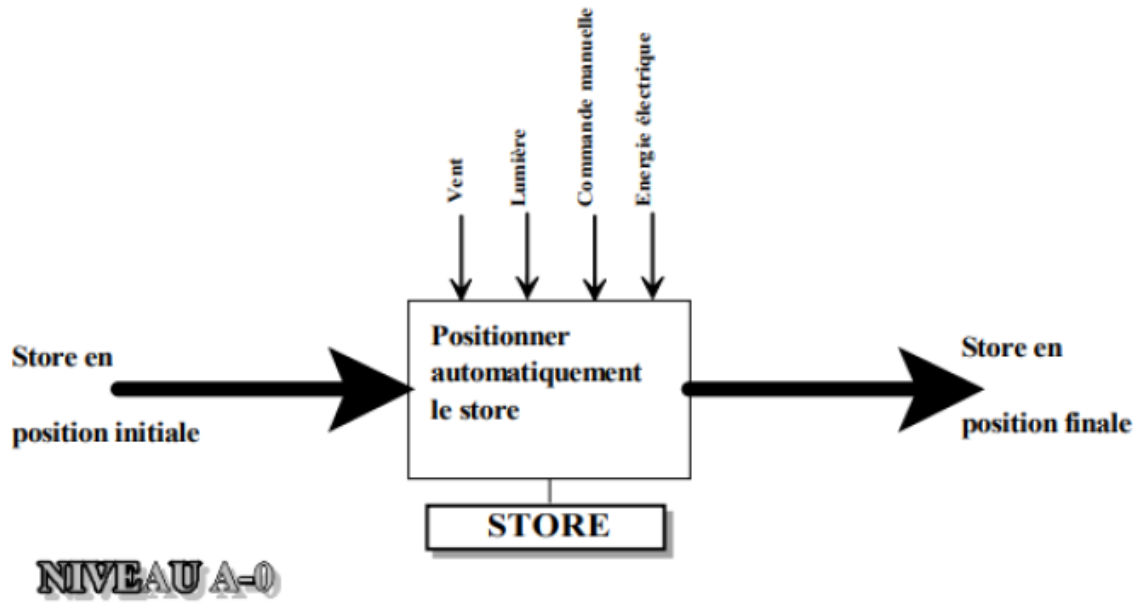 Vent
Lumière
Commande manuelle
Energie électrique
Store en
position initiale
Positionner
automatiquement
le store
Store en
position finale
STORE
NIVEAU A-0